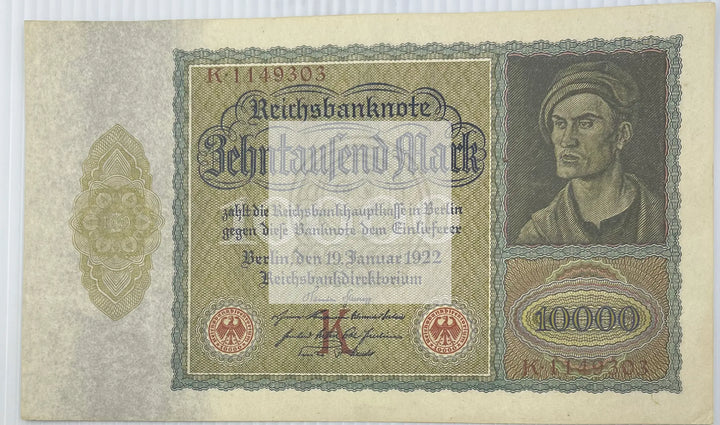 K·1149303
Reichsbanknote
Zehntausend Mark
zahlt die Reichsbankhauptkasse in Berlin
gegen diese Banknote dem Einlieferer
Berlin, den 19. Januar 1922
Reichsbankdirektorium
K
10000
K·1149303